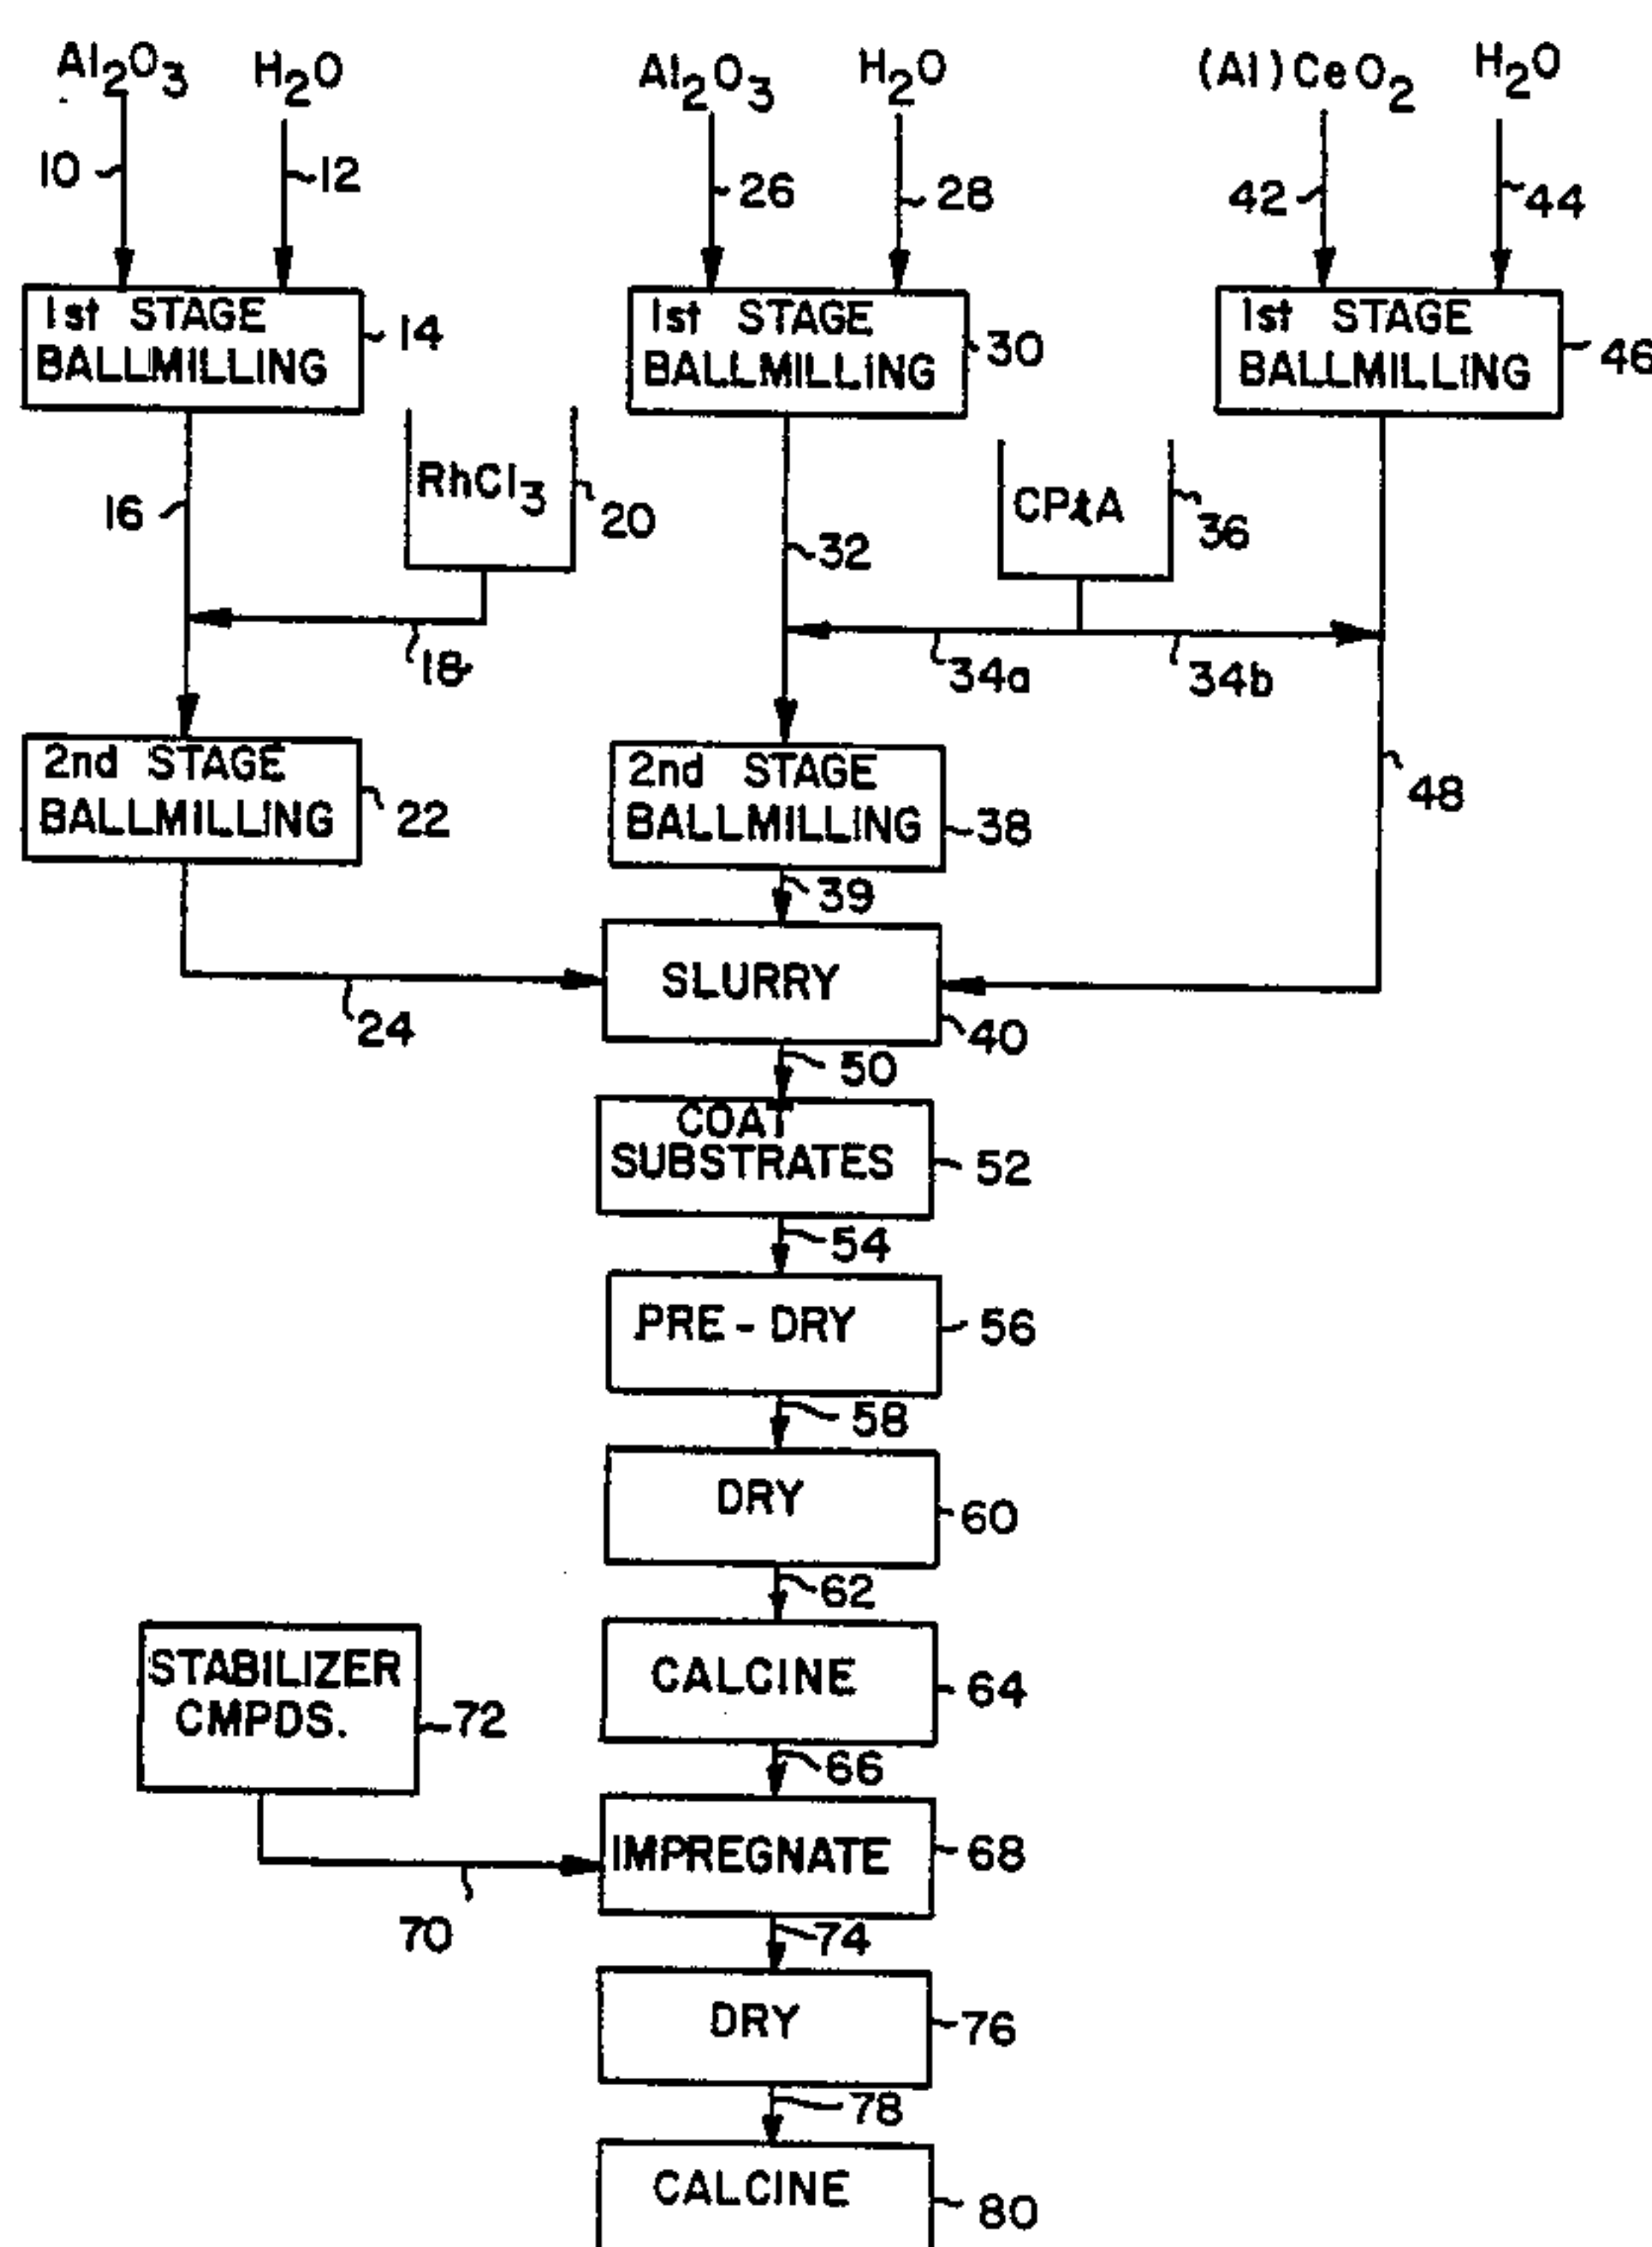 Al2O3
H2O
Al2O3
H2O
(Al)CeO2
H2O
10
12
26
28
42
44
1st STAGE
BALLMILLING
14
1st STAGE
BALLMILLING
30
1st STAGE
BALLMILLING
46
16
RhCl3
20
32
CPtA
36
18
34a
34b
2nd STAGE
BALLMILLING
22
2nd STAGE
BALLMILLING
38
48
39
24
SLURRY
40
50
COAT
SUBSTRATES
52
54
PRE-DRY
56
58
DRY
60
62
CALCINE
64
STABILIZER
CMPDS.
72
66
IMPREGNATE
68
70
74
DRY
76
78
CALCINE
80